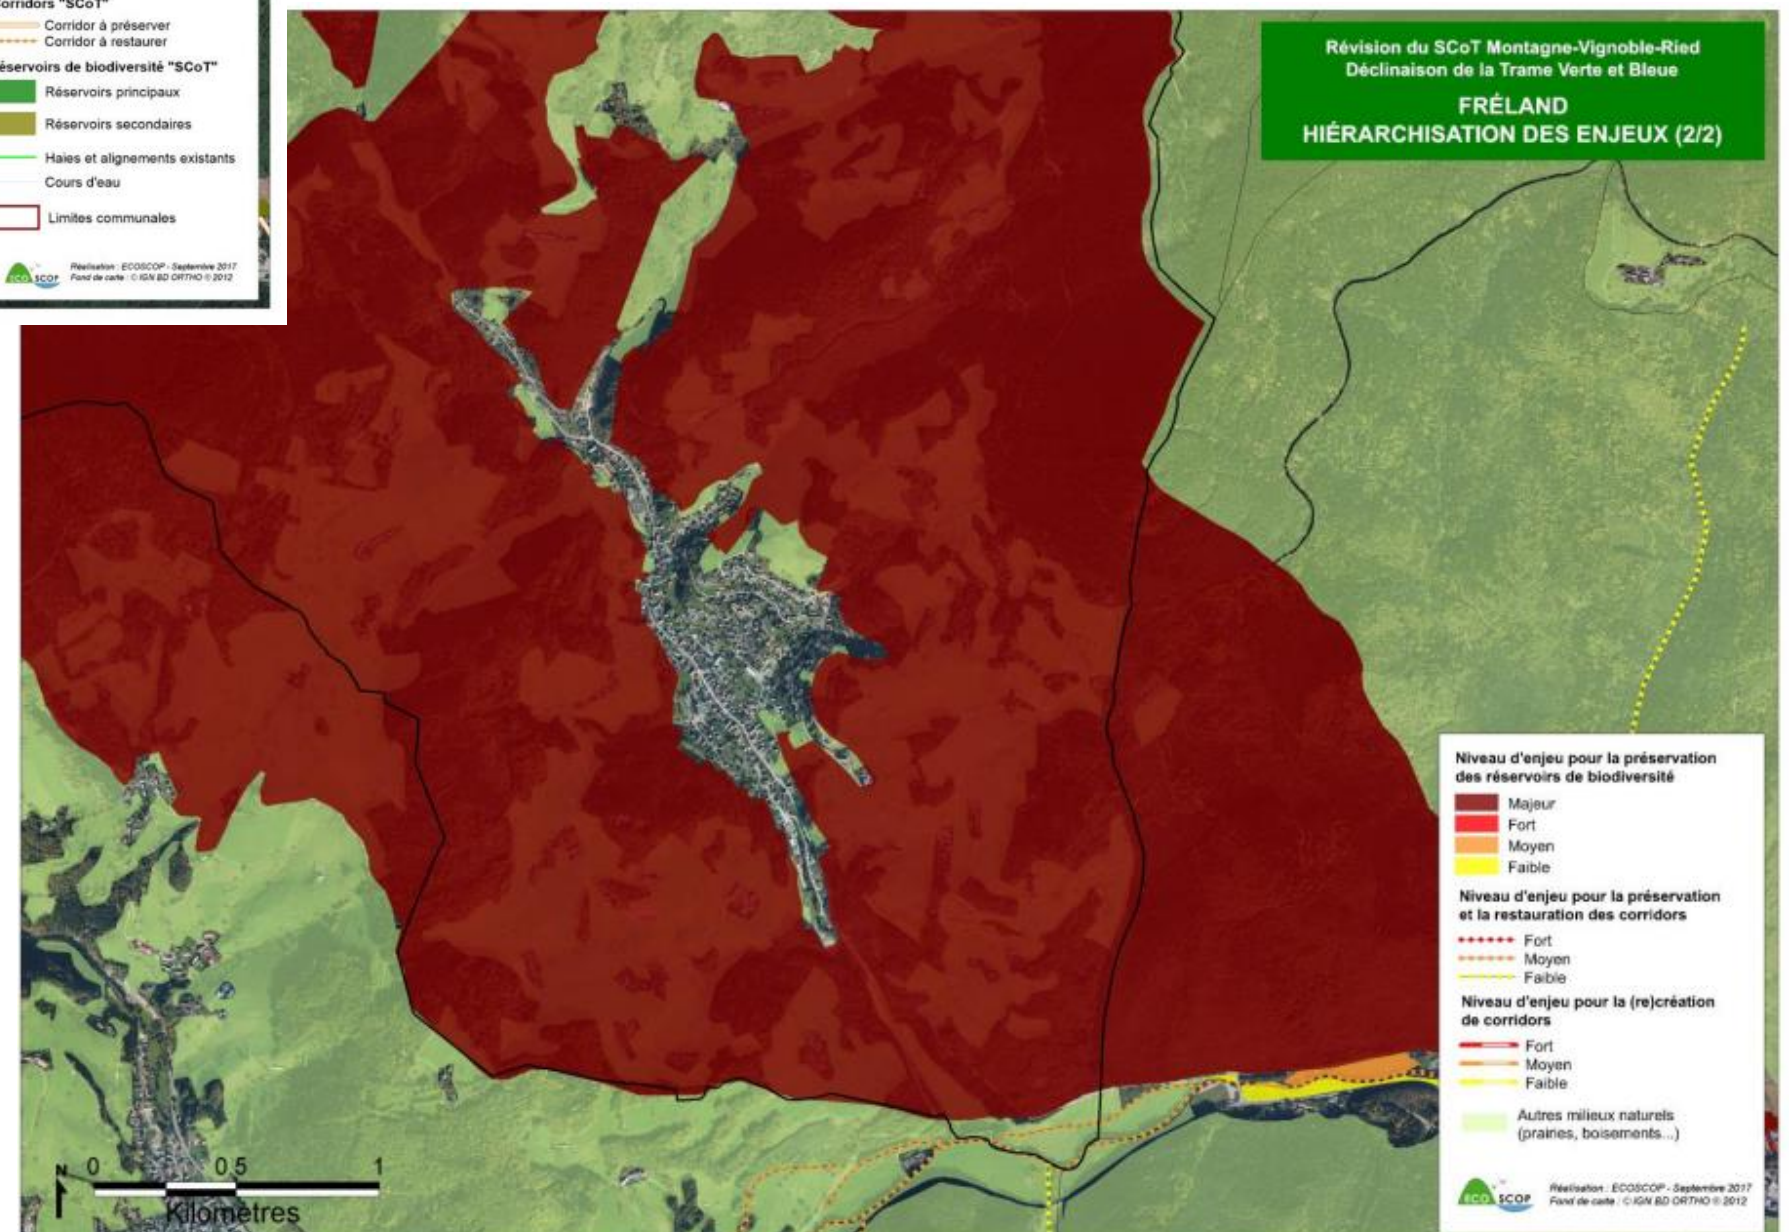 Corridors "SCoT"
Corridor à préserver
Corridor à restaurer
éservoirs de biodiversité "SCoT"
Réservoirs principaux
Réservoirs secondaires
Haies et alignements existants
Cours d'eau
Limites communales
ECO SCOP
Réalisation : ECOSCOP - Septembre 2017
Fond de carte : © IGN BD ORTHO ® 2012
Révision du SCoT Montagne-Vignoble-Ried
Déclinaison de la Trame Verte et Bleue
FRÉLAND
HIÉRARCHISATION DES ENJEUX (2/2)
Niveau d'enjeu pour la préservation
des réservoirs de biodiversité
Majeur
Fort
Moyen
Faible
Niveau d'enjeu pour la préservation
et la restauration des corridors
Fort
Moyen
Faible
Niveau d'enjeu pour la (re)création
de corridors
Fort
Moyen
Faible
Autres milieux naturels
(prairies, boisements...)
ECO SCOP
Réalisation : ECOSCOP - Septembre 2017
Fond de carte : © IGN BD ORTHO ® 2012
N 0 0 5 1
Kilomètres